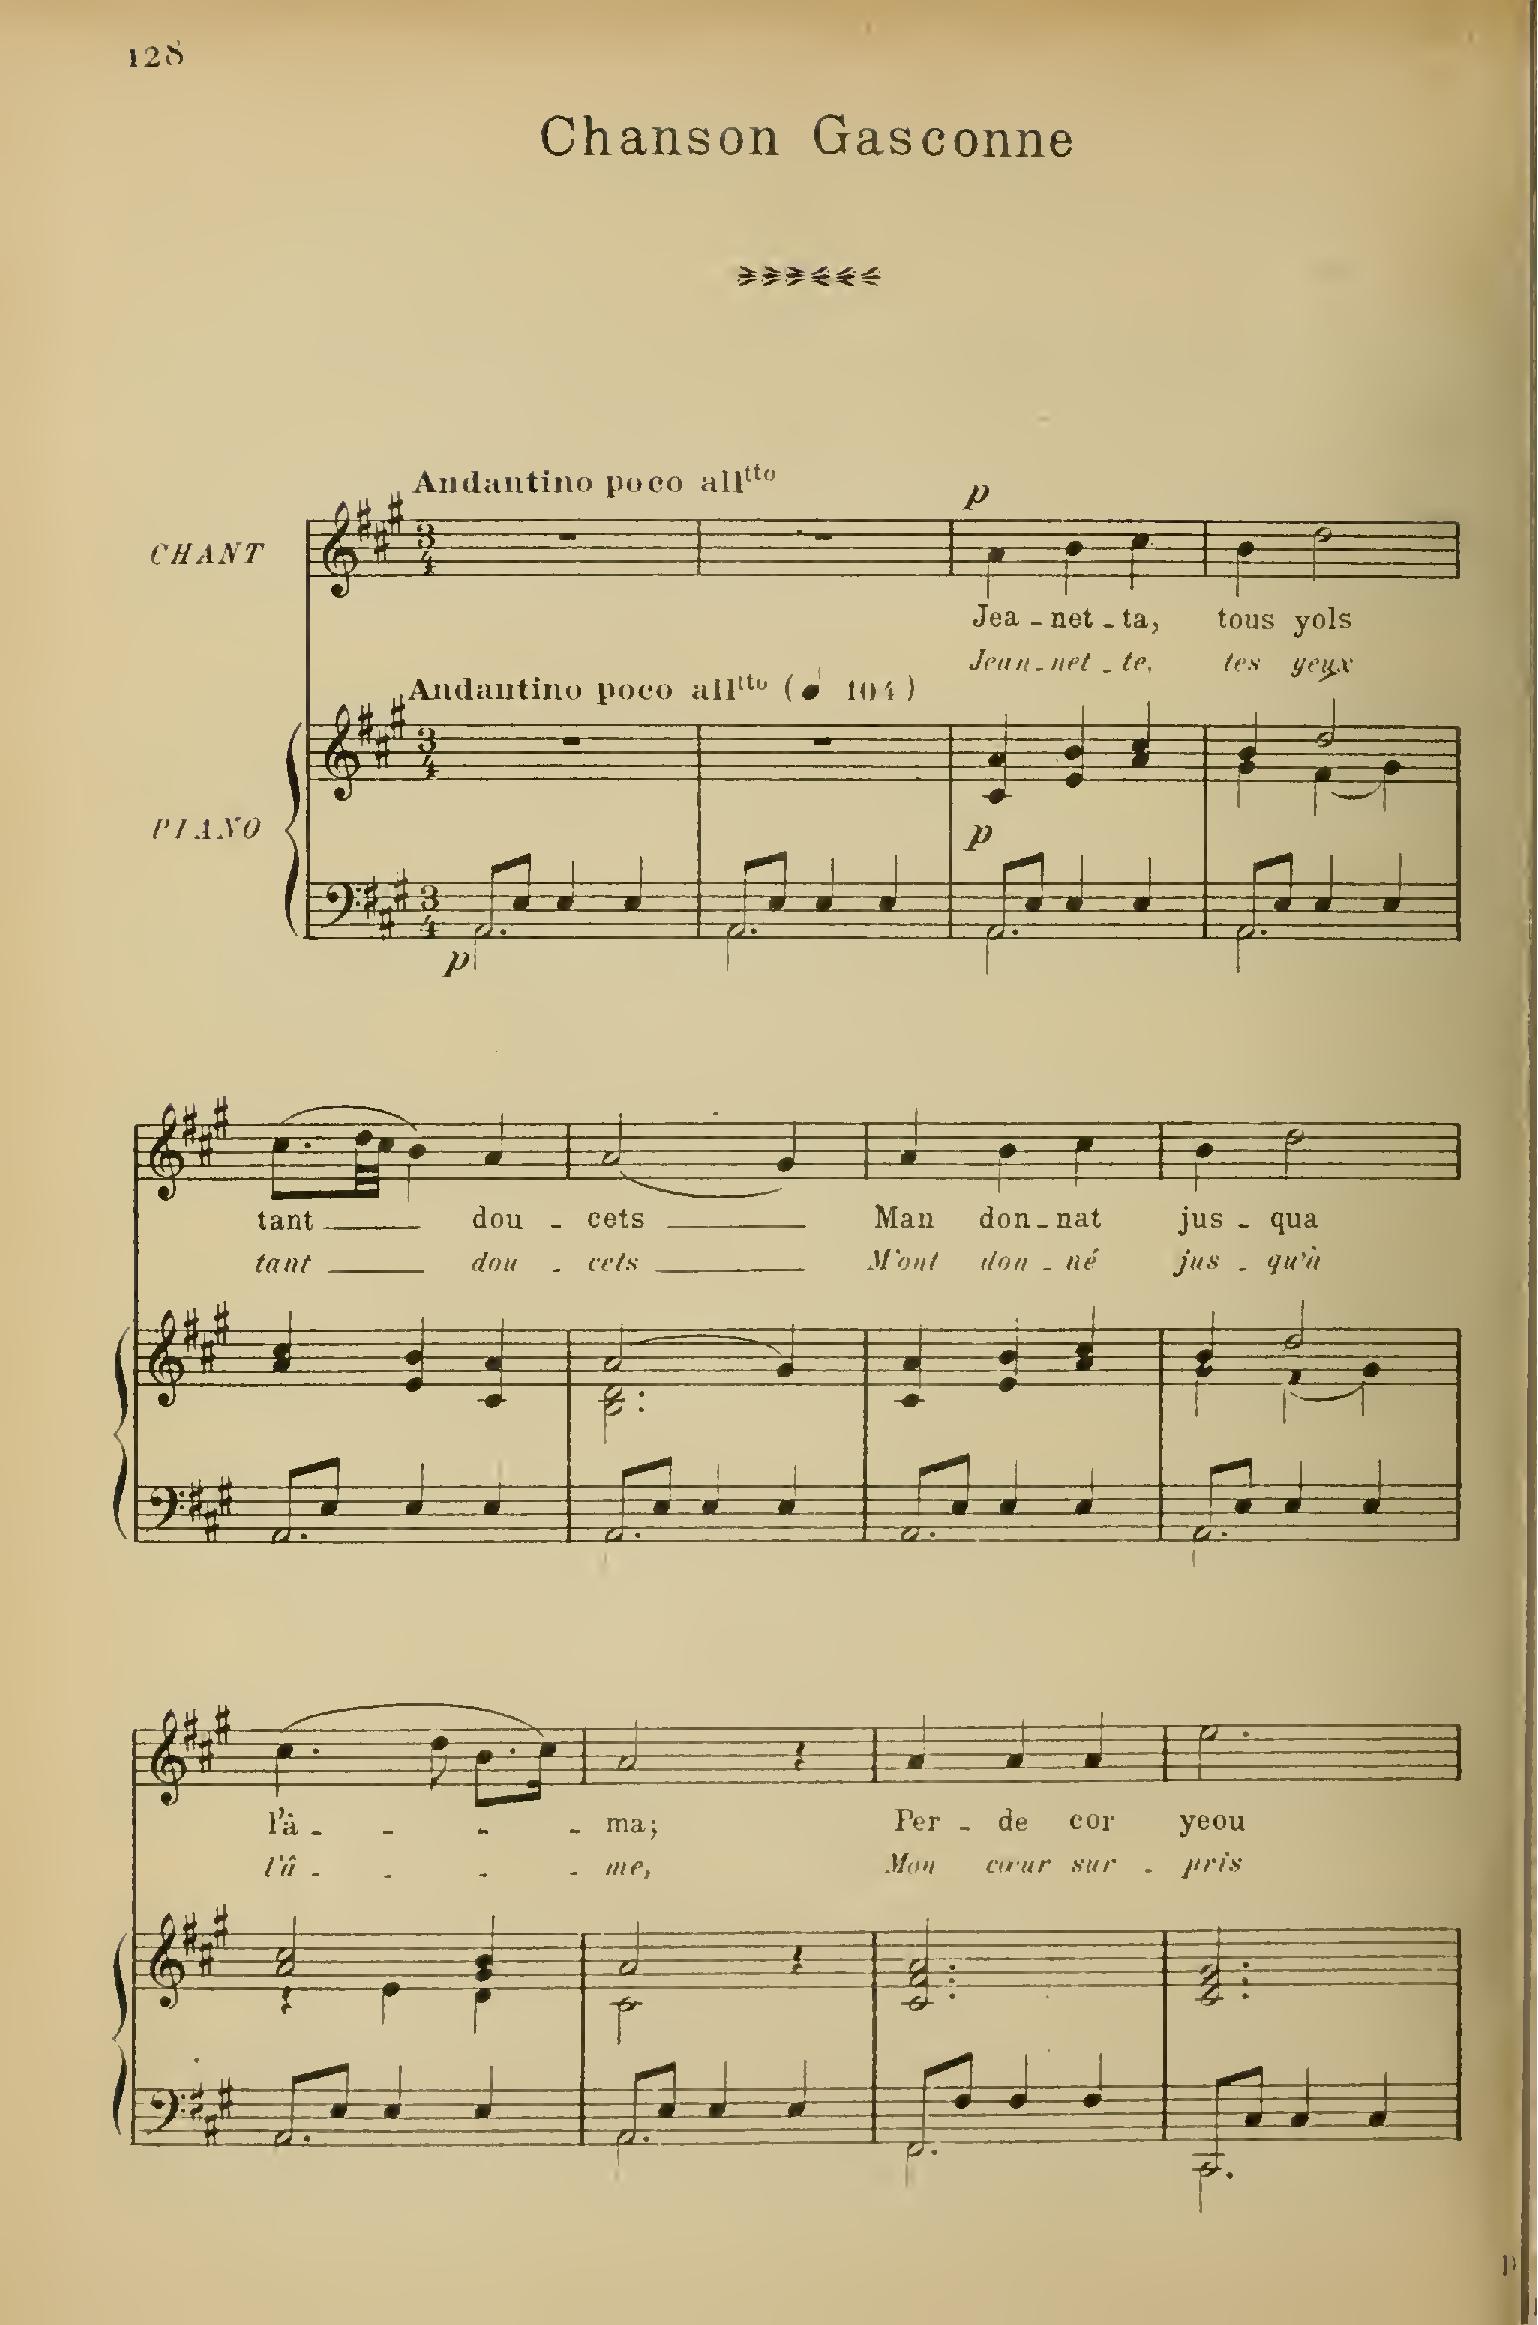 128
Chanson Gasconne
Andantino poco all^tto
CHANT
p
Jea - net - ta, tous yols
Jean - net - te, tes yeux
Andantino poco all^tto (♩ 104)
PIANO
p
p
tant dou - cets Man don - nat jus - qua
tant dou - cets M'ont don - né jus - qu'à
l'â - - - - ma; Per - de cor yeou
l'â - - - - me, Mon cœur sur - pris